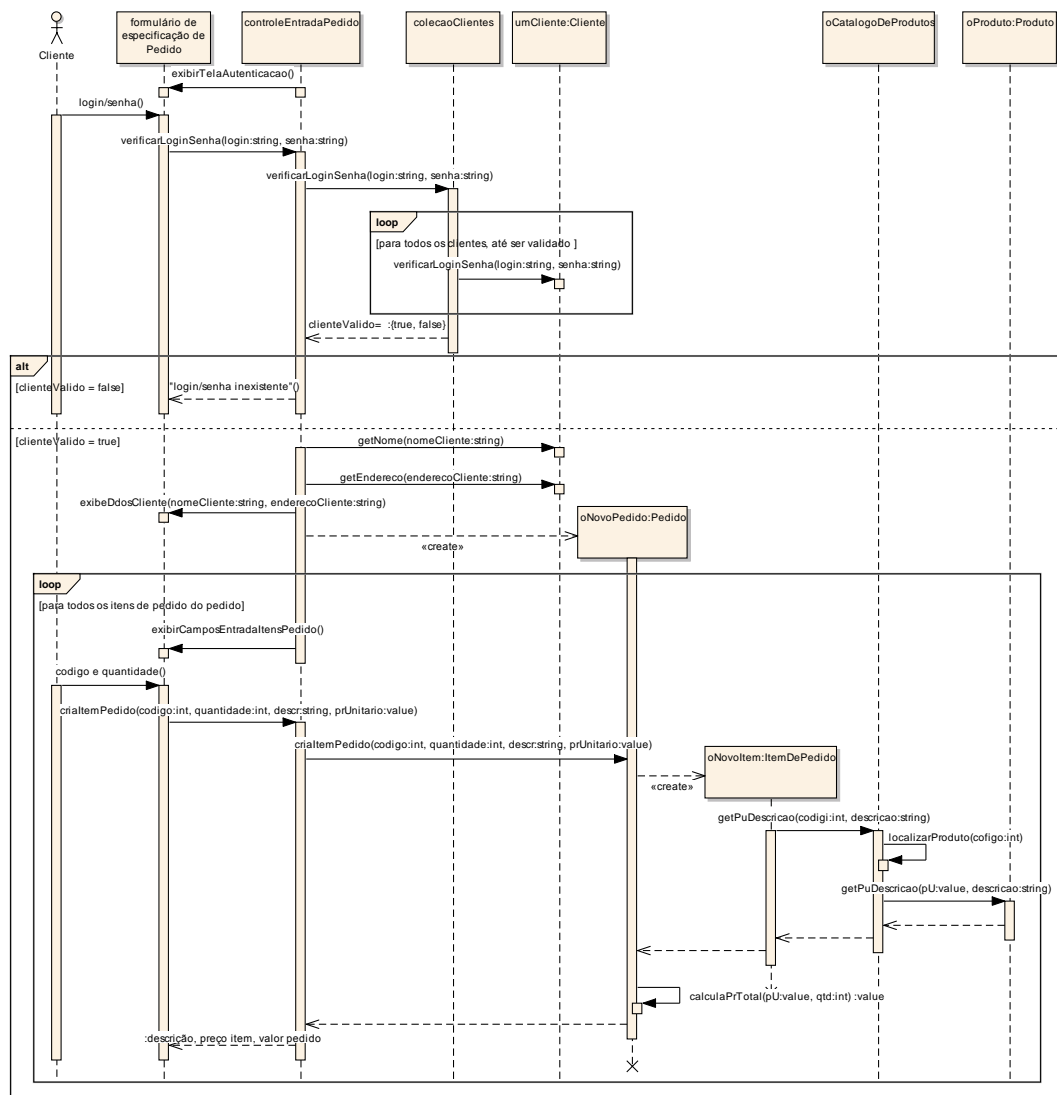 Cliente
formulário de
especificação de
Pedido
controleEntradaPedido
colecaoClientes
umCliente:Cliente
oCatalogoDeProdutos
oProduto:Produto
exibirTelaAutenticacao()
login/senha()
verificarLoginSenha(login:string, senha:string)
verificarLoginSenha(login:string, senha:string)
loop
[para todos os clientes, até ser validado ]
verificarLoginSenha(login:string, senha:string)
clienteValido= :{true, false}
alt
[clienteValido = false]
"login/senha inexistente"()
[clienteValido = true]
getNome(nomeCliente:string)
getEndereco(enderecoCliente:string)
exibeDdosCliente(nomeCliente:string, enderecoCliente:string)
oNovoPedido:Pedido
«create»
loop
[para todos os itens de pedido do pedido]
exibirCamposEntradaItensPedido()
codigo e quantidade()
criaItemPedido(codigo:int, quantidade:int, descr:string, prUnitario:value)
criaItemPedido(codigo:int, quantidade:int, descr:string, prUnitario:value)
oNovoItem:ItemDePedido
«create»
getPuDescricao(codigi:int, descricao:string)
localizarProduto(cofigo:int)
getPuDescricao(pU:value, descricao:string)
calculaPrTotal(pU:value, qtd:int) :value
:descrição, preço item, valor pedido